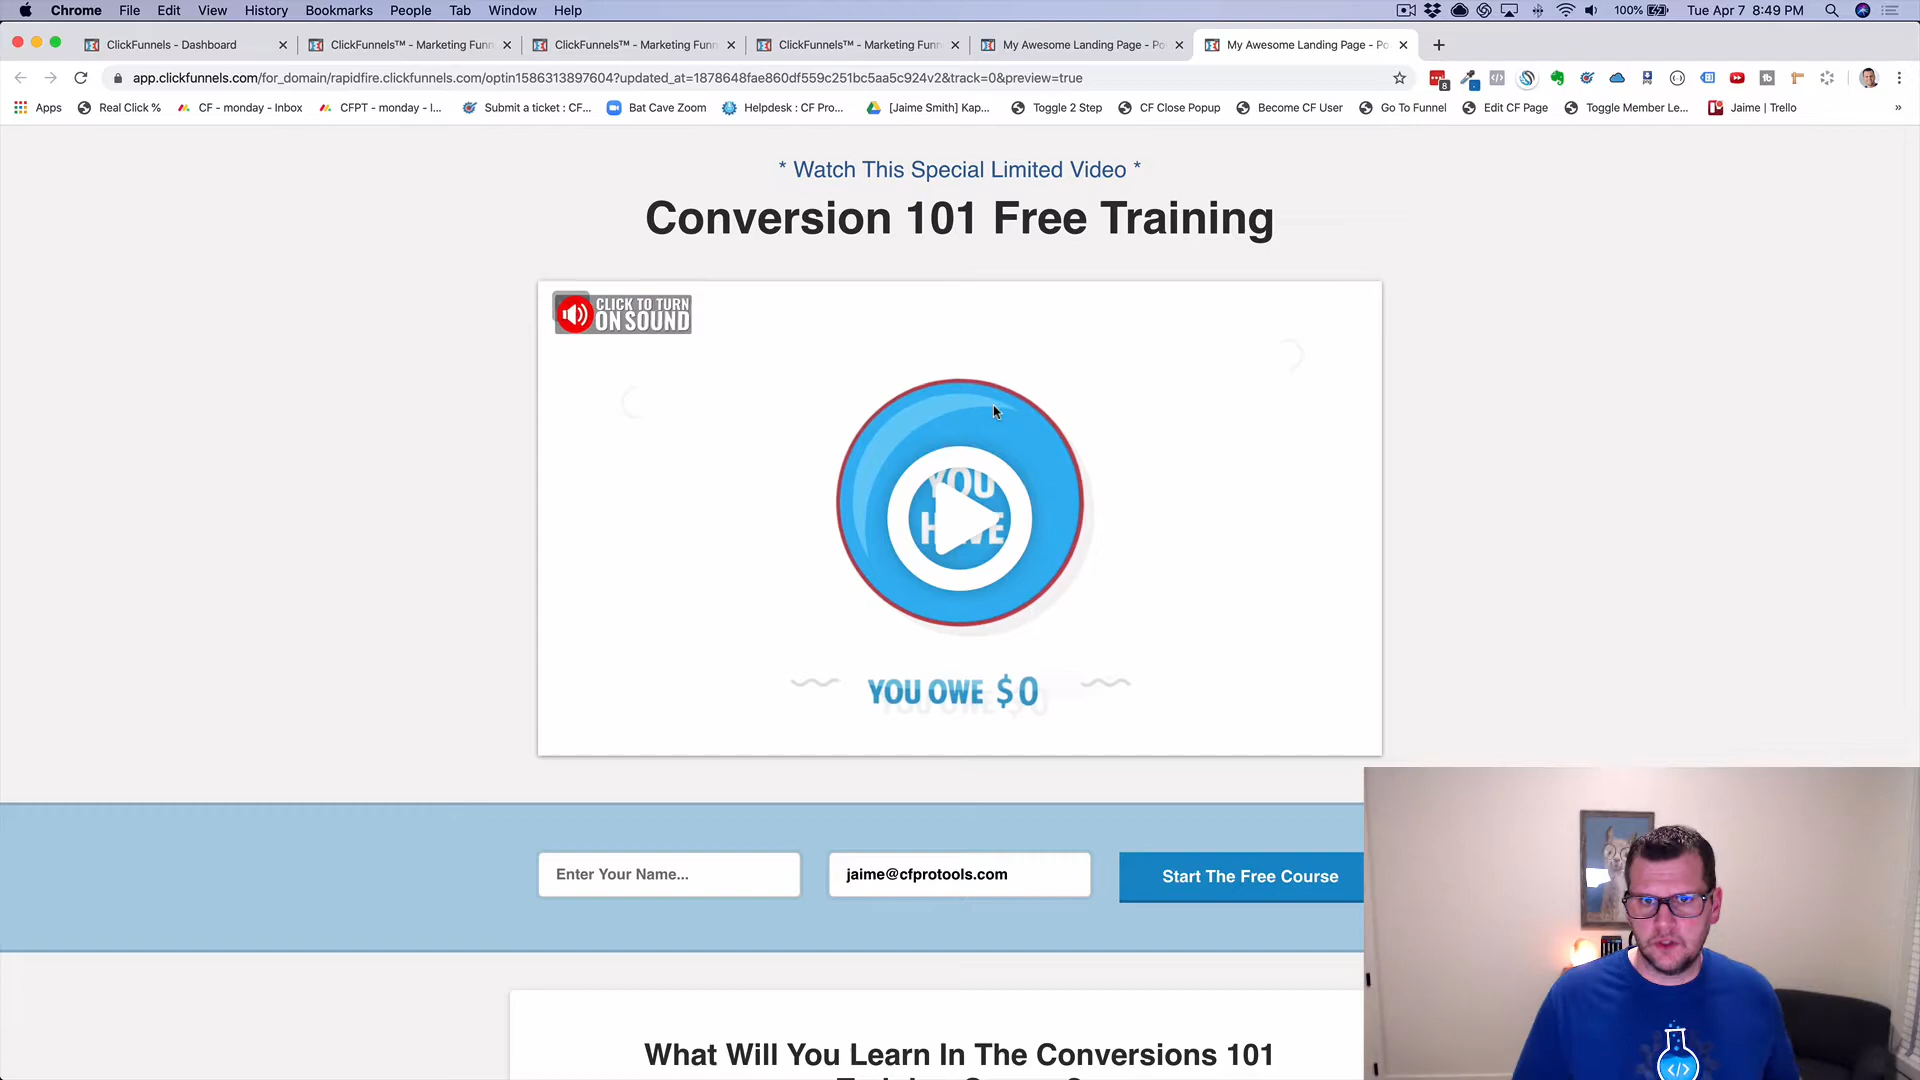 Chrome File Edit View History Bookmarks People Tab Window Help 100% Tue Apr 7 8:49 PM
ClickFunnels - Dashboard ClickFunnels™ - Marketing Funn ClickFunnels™ - Marketing Funn ClickFunnels™ - Marketing Funn My Awesome Landing Page - Po My Awesome Landing Page - Po
app.clickfunnels.com/for_domain/rapidfire.clickfunnels.com/optin1586313897604?updated_at=1878648fae860df559c251bc5aa5c924v2&track=0&preview=true 8
Apps Real Click % CF - monday - Inbox CFPT - monday - I... Submit a ticket : CF... Bat Cave Zoom Helpdesk : CF Pro... [Jaime Smith] Kap... Toggle 2 Step CF Close Popup Become CF User Go To Funnel Edit CF Page Toggle Member Le... Jaime | Trello »
* Watch This Special Limited Video *
Conversion 101 Free Training
CLICK TO TURN
ON SOUND
YOU
HAVE
YOU OWE $0
Enter Your Name... jaime@cfprotools.com Start The Free Course
What Will You Learn In The Conversions 101